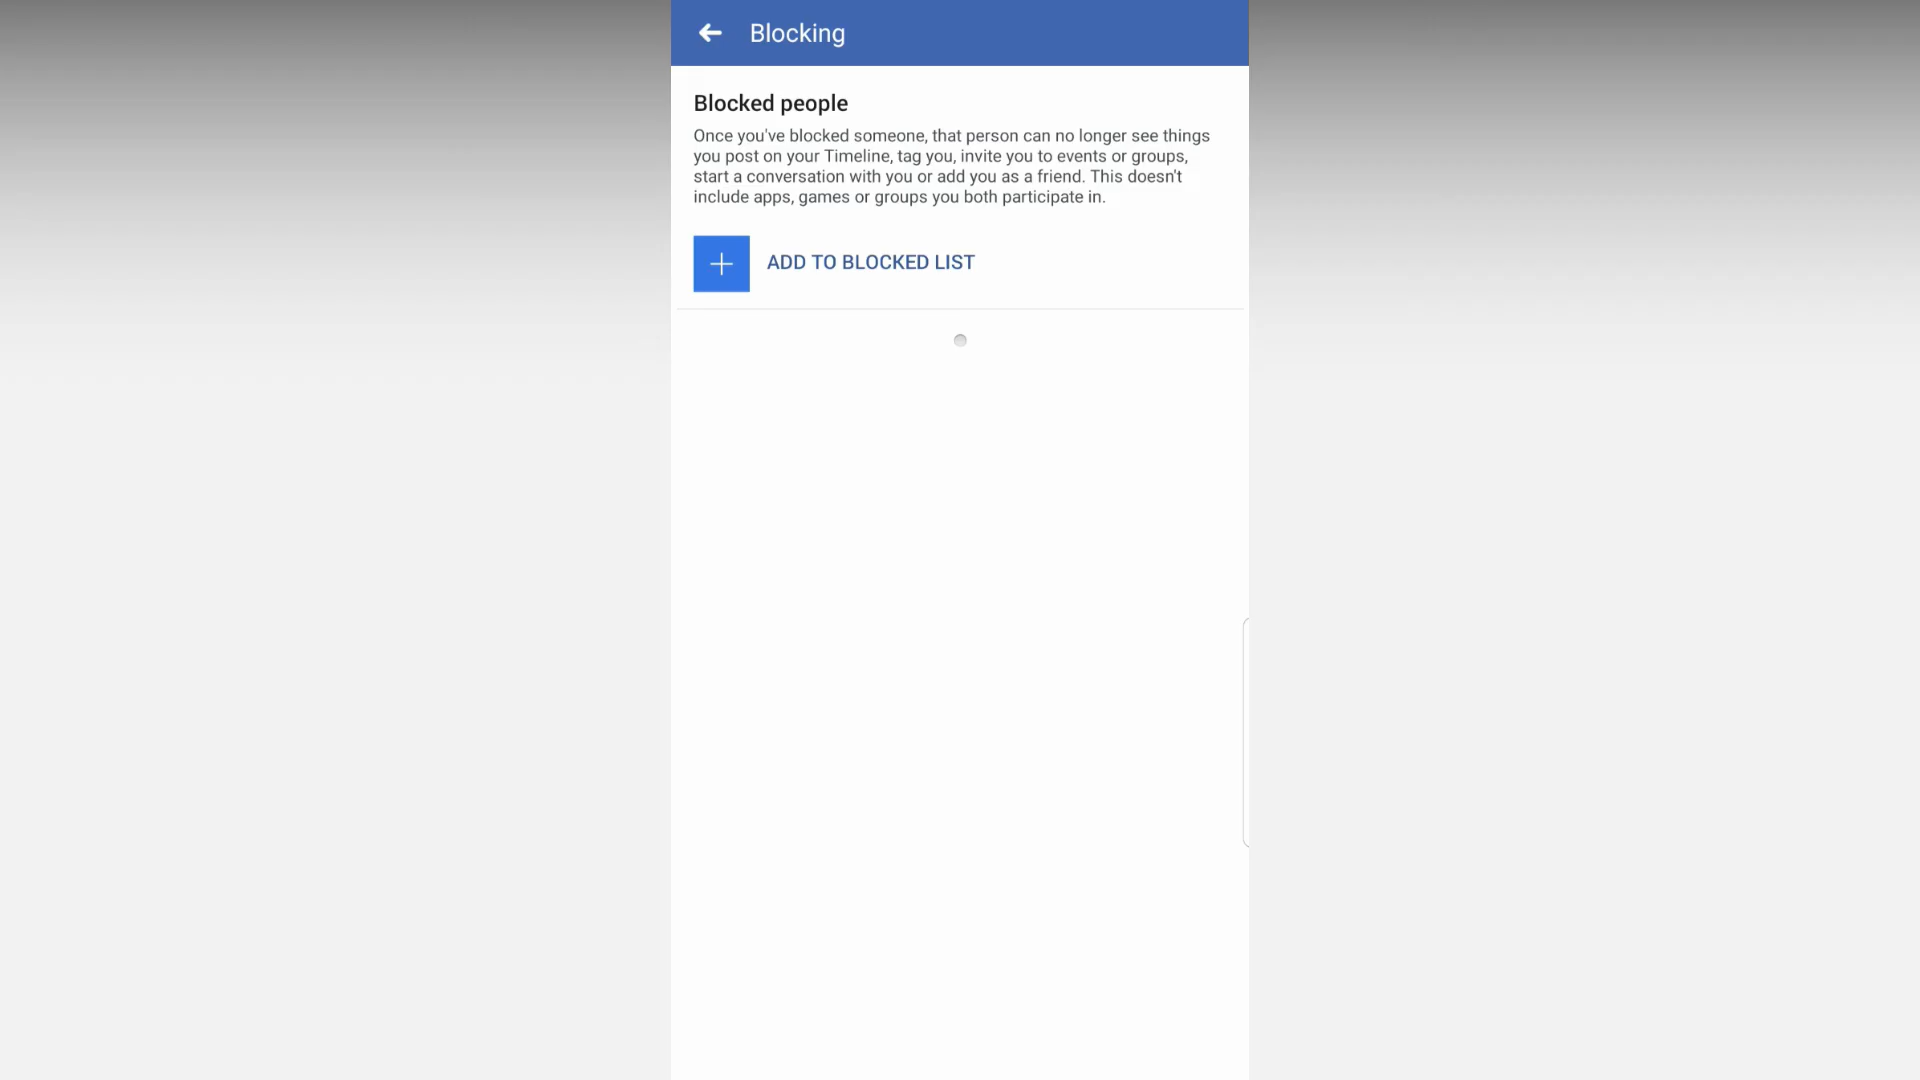 Blocking
Blocked people
Once you've blocked someone, that person can no longer see things
you post on your Timeline, tag you, invite you to events or groups,
start a conversation with you or add you as a friend. This doesn't
include apps, games or groups you both participate in.
ADD TO BLOCKED LIST